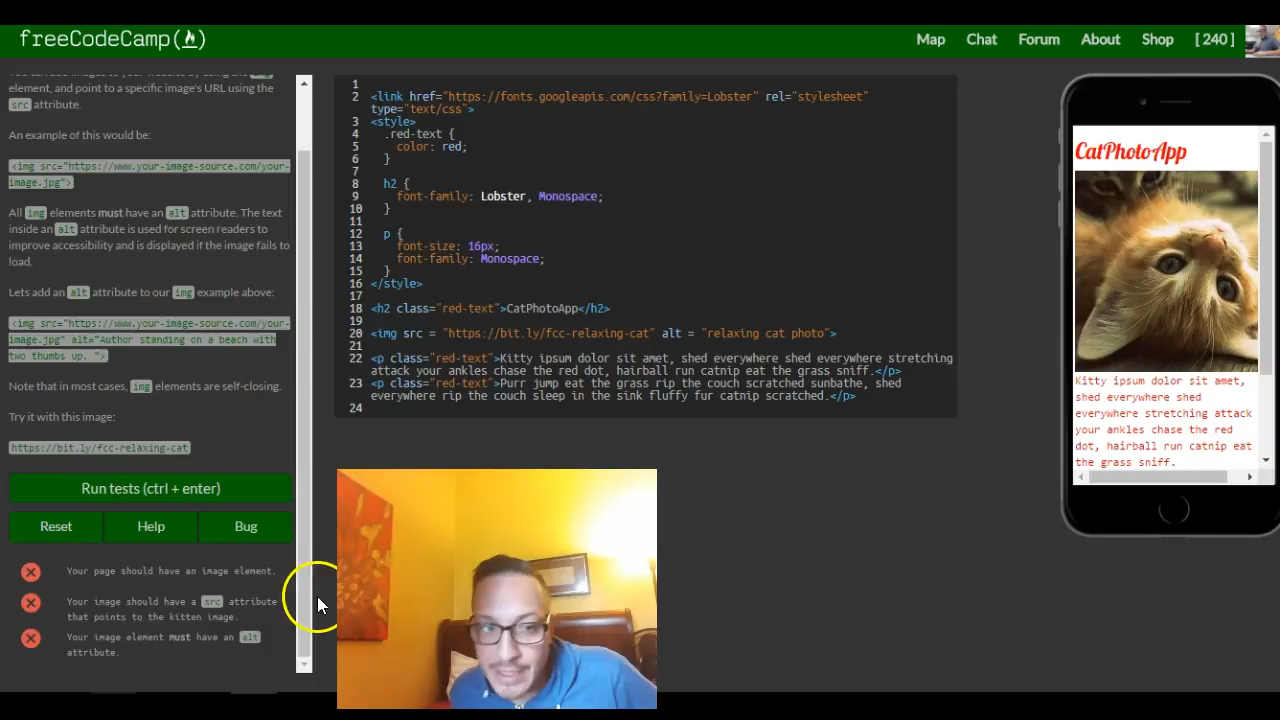 freeCodeCamp
Map
Chat
Forum
About
Shop
[ 240 ]
element, and point to a specific image's URL using the
src attribute.
An example of this would be:
<img src="https://www.your-image-source.com/your-
image.jpg">
All img elements must have an alt attribute. The text
inside an alt attribute is used for screen readers to
improve accessibility and is displayed if the image fails to
load.
Lets add an alt attribute to our img example above:
<img src="https://www.your-image-source.com/your-
image.jpg" alt="Author standing on a beach with
two thumbs up. ">
Note that in most cases, img elements are self-closing.
Try it with this image:
https://bit.ly/fcc-relaxing-cat
Run tests (ctrl + enter)
Reset
Help
Bug
Your page should have an image element.
Your image should have a src attribute
that points to the kitten image.
Your image element must have an alt
attribute.
1
2 <link href="https://fonts.googleapis.com/css?family=Lobster" rel="stylesheet"
type="text/css">
3 <style>
4 .red-text {
5 color: red;
6 }
7
8 h2 {
9 font-family: Lobster, Monospace;
10 }
11
12 p {
13 font-size: 16px;
14 font-family: Monospace;
15 }
16 </style>
17
18 <h2 class="red-text">CatPhotoApp</h2>
19
20 <img src = "https://bit.ly/fcc-relaxing-cat" alt = "relaxing cat photo">
21
22 <p class="red-text">Kitty ipsum dolor sit amet, shed everywhere shed everywhere stretching
attack your ankles chase the red dot, hairball run catnip eat the grass sniff.</p>
23 <p class="red-text">Purr jump eat the grass rip the couch scratched sunbathe, shed
everywhere rip the couch sleep in the sink fluffy fur catnip scratched.</p>
24
CatPhotoApp
Kitty ipsum dolor sit amet,
shed everywhere shed
everywhere stretching attack
your ankles chase the red
dot, hairball run catnip eat
the grass sniff.